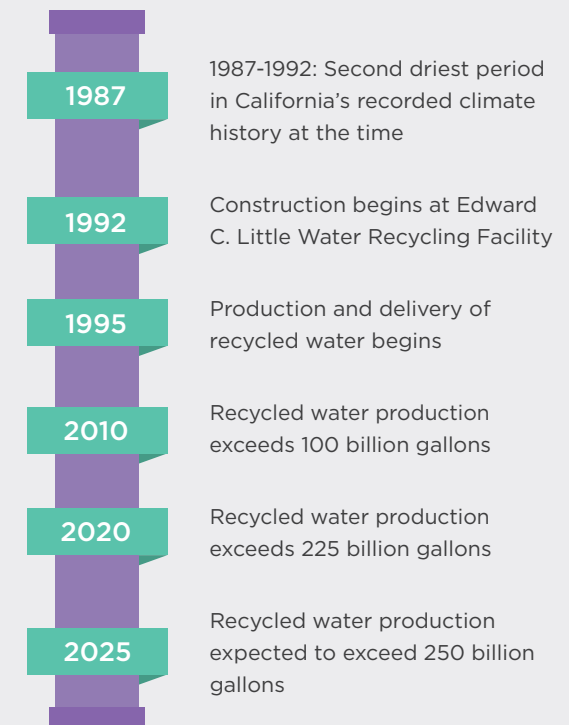 1987
1987-1992: Second driest period
in California's recorded climate
history at the time
1992
Construction begins at Edward
C. Little Water Recycling Facility
1995
Production and delivery of
recycled water begins
2010
Recycled water production
exceeds 100 billion gallons
2020
Recycled water production
exceeds 225 billion gallons
2025
Recycled water production
expected to exceed 250 billion
gallons